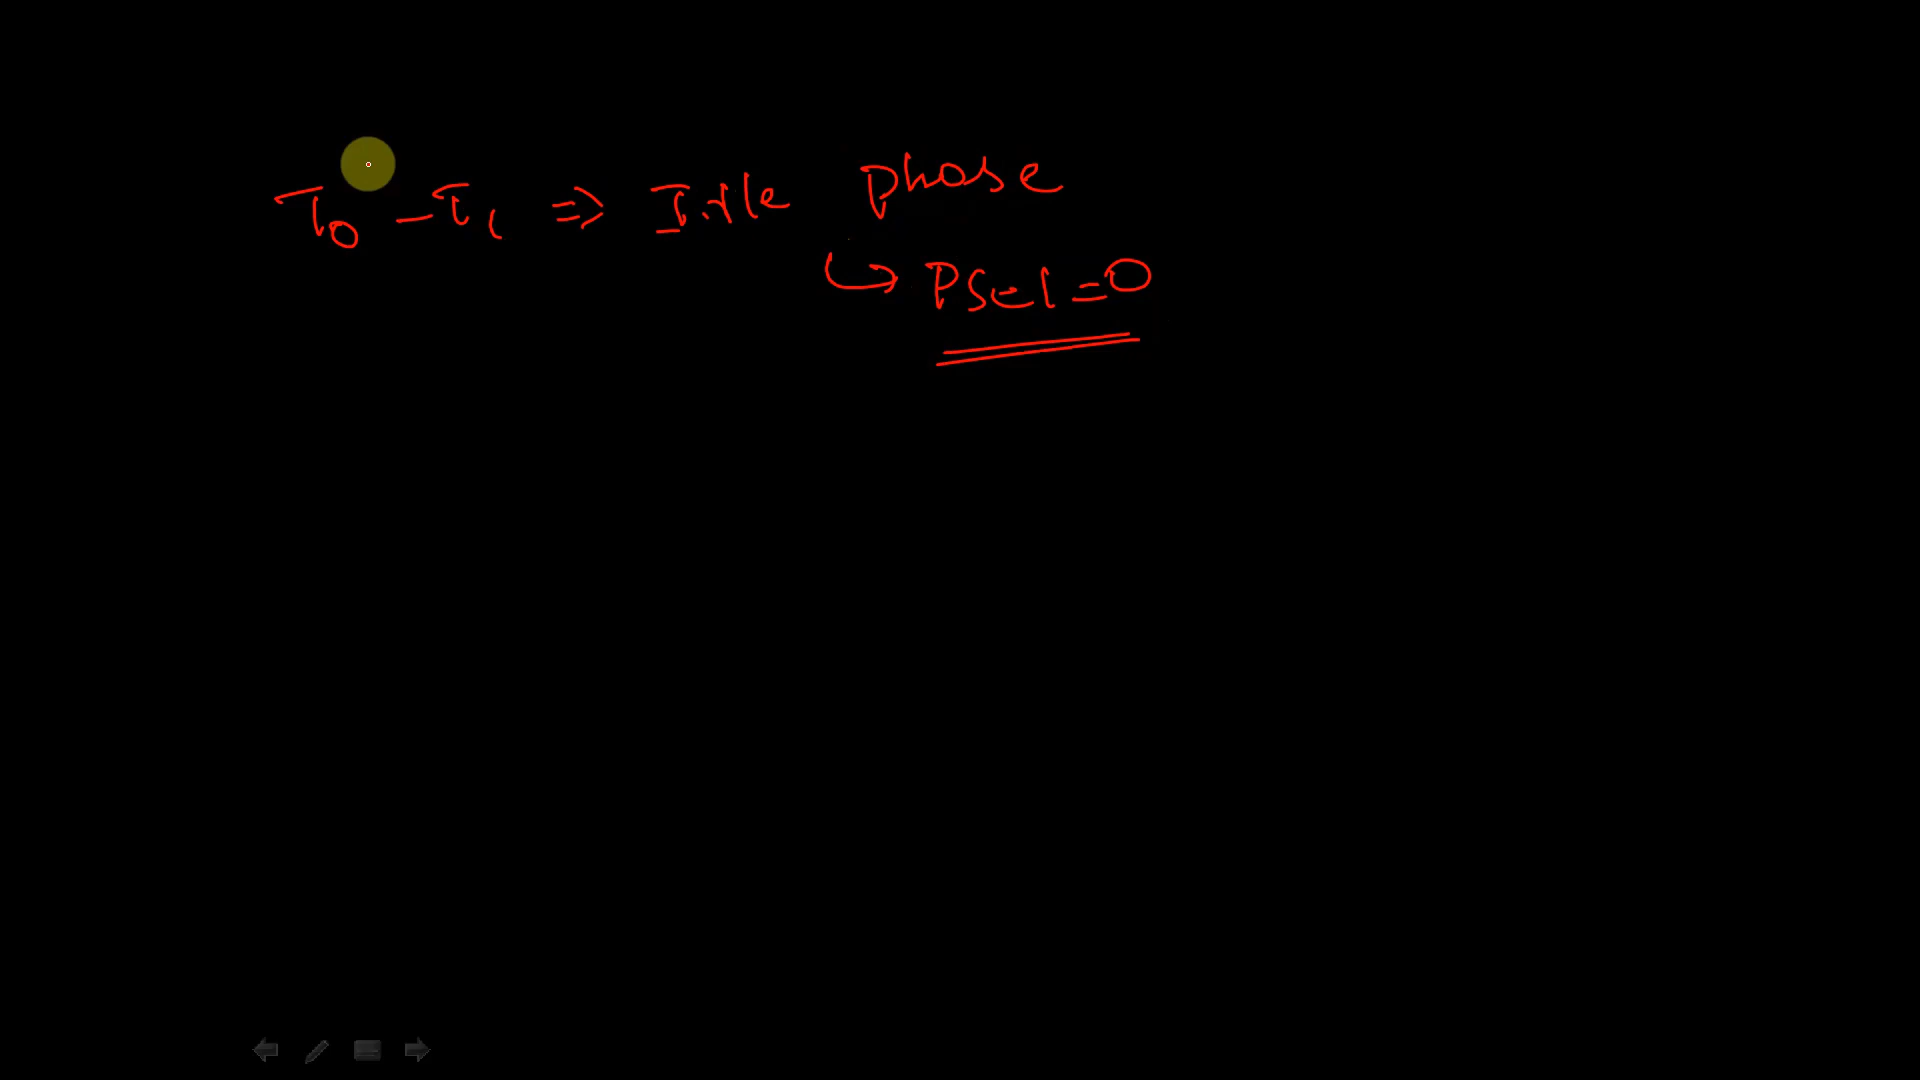 T0 - T1 => Idle phase
↳ Psel = 0